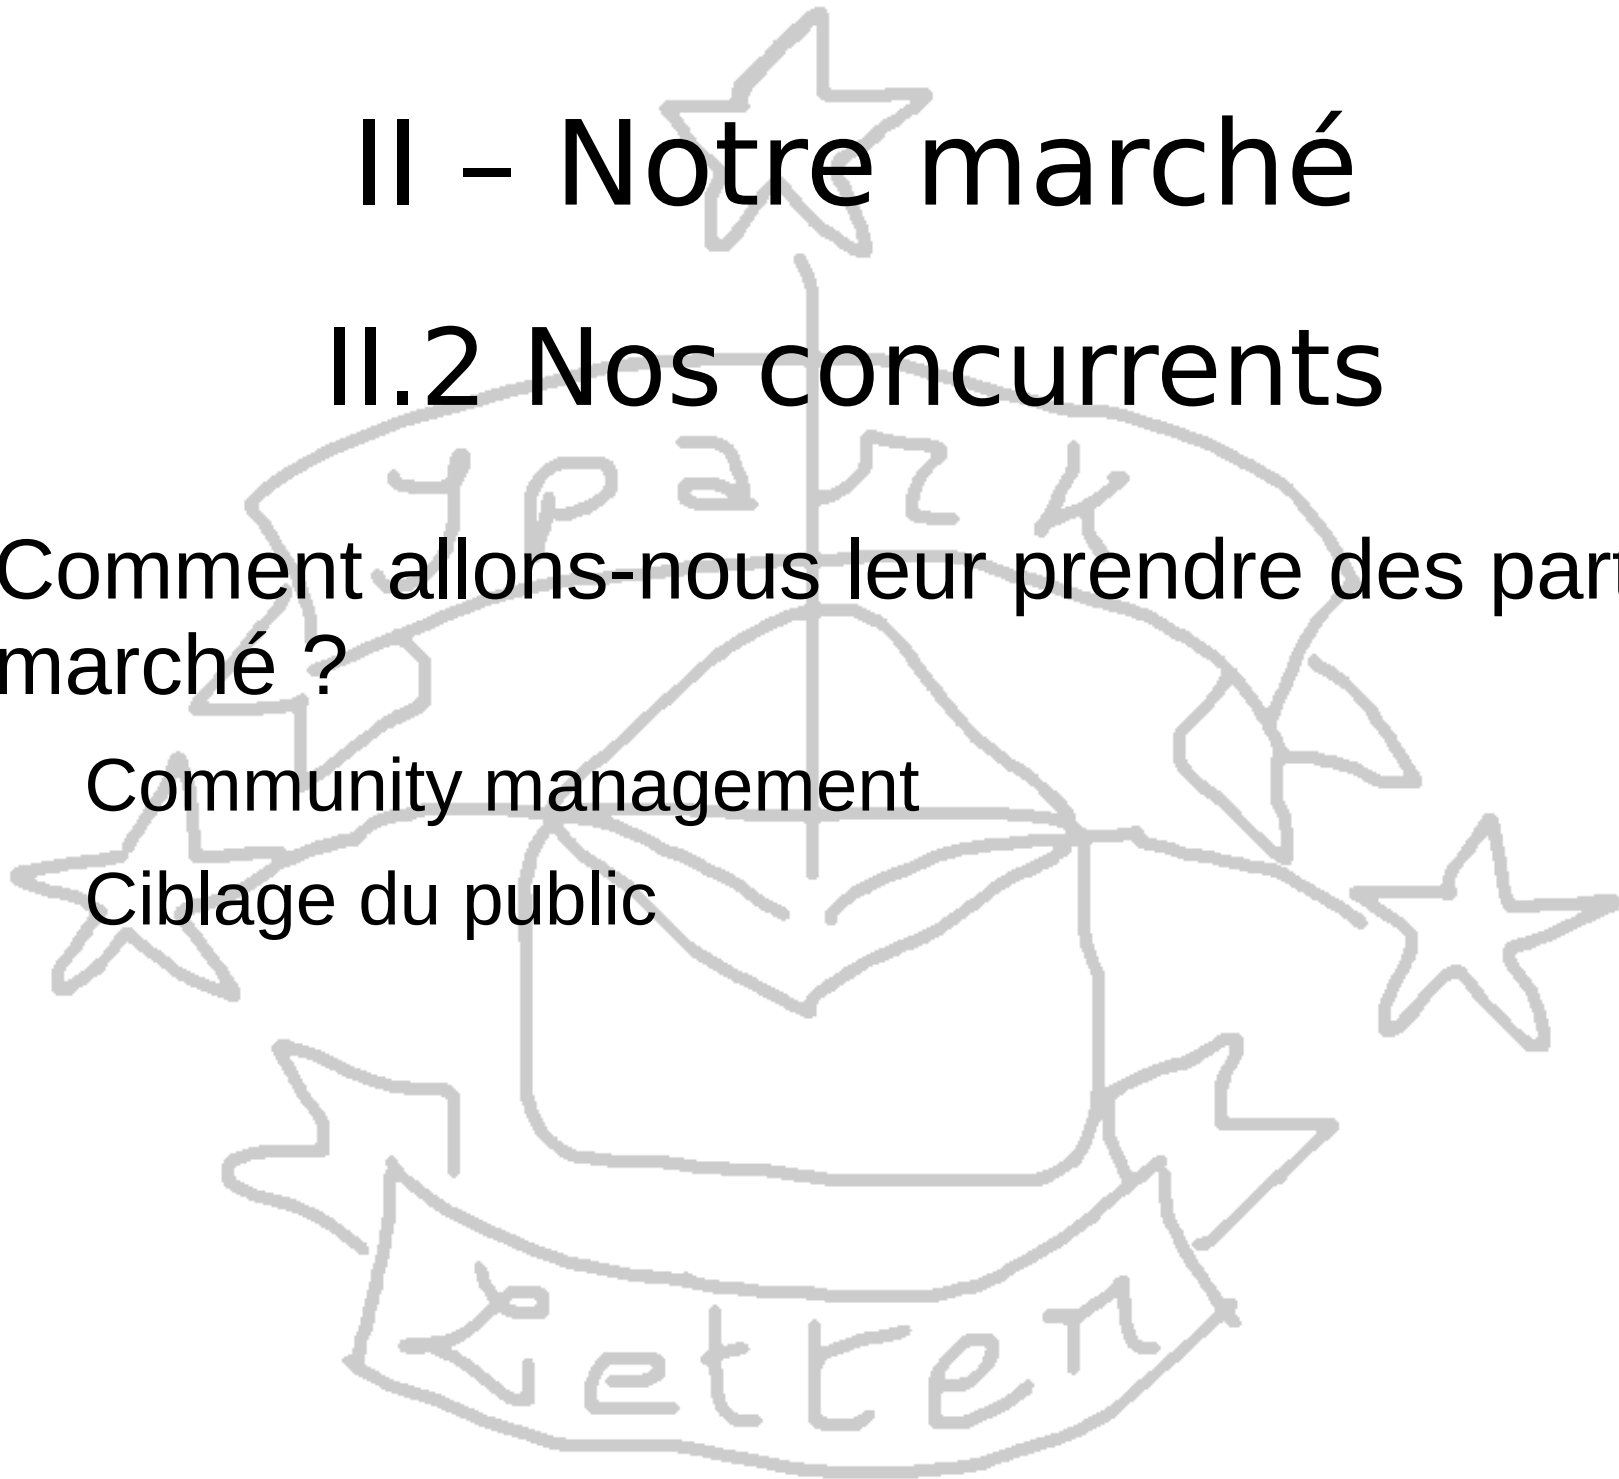 II – Notre marché
II.2 Nos concurrents
ypark
Comment allons-nous leur prendre des part
marché ?
Community management
Ciblage du public
Letter